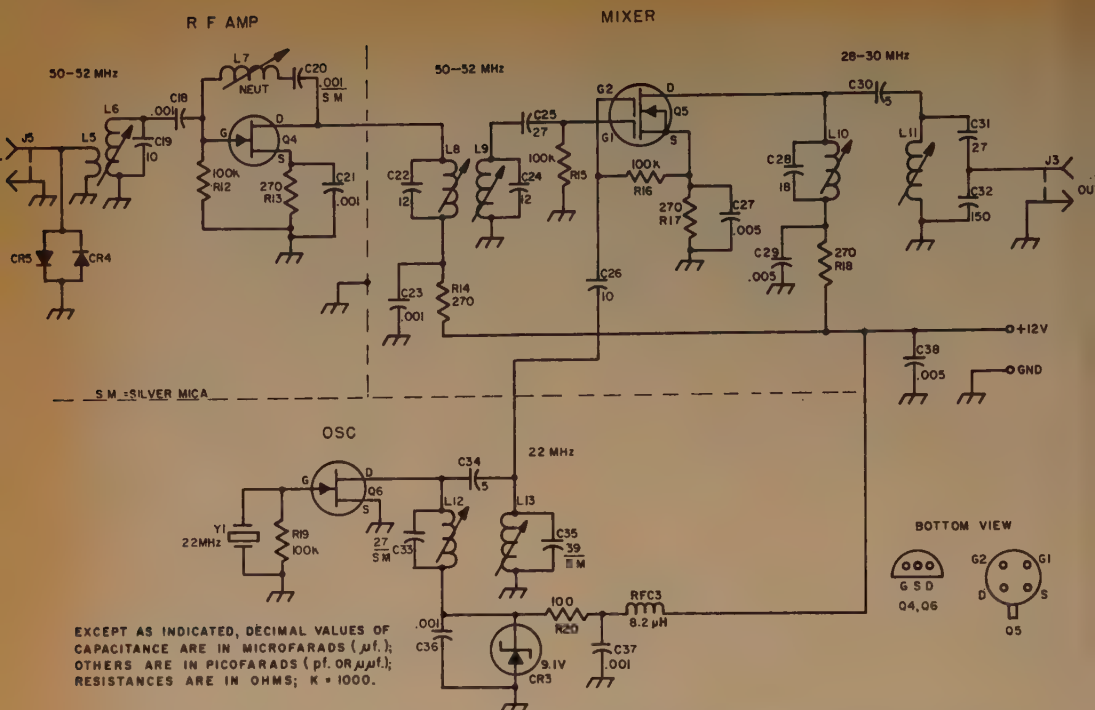 R F AMP
MIXER
50-52 MHz
50-52 MHz
28-30 MHz
L7
NEUT
C20
.001
SM
L6
.001
C18
J5
L5
C19
10
G
D
Q4
S
100K
R12
270
R13
C21
.001
CR5
CR4
C22
12
L8
L9
C24
12
C25
27
100K
R15
G2
G1
D
Q5
S
100K
R16
270
R17
C27
.005
C26
10
C23
.001
R14
270
C28
18
L10
C29
.005
270
R18
C30
5
L11
C31
27
C32
150
J3
OU
+12V
C38
.005
GND
S M =SILVER MICA
OSC
22 MHz
G
D
Q6
S
Y1
22MHz
R19
100K
C34
5
L12
27
SM
C33
L13
C35
39
SM
.001
C36
100
R20
RFC3
8.2 µH
C37
.001
9.1V
CR3
BOTTOM VIEW
G S D
Q4,Q6
G2
G1
D
S
Q5
EXCEPT AS INDICATED, DECIMAL VALUES OF
CAPACITANCE ARE IN MICROFARADS (µf.);
OTHERS ARE IN PICOFARADS (pf. OR µµf.);
RESISTANCES ARE IN OHMS; K = 1000.